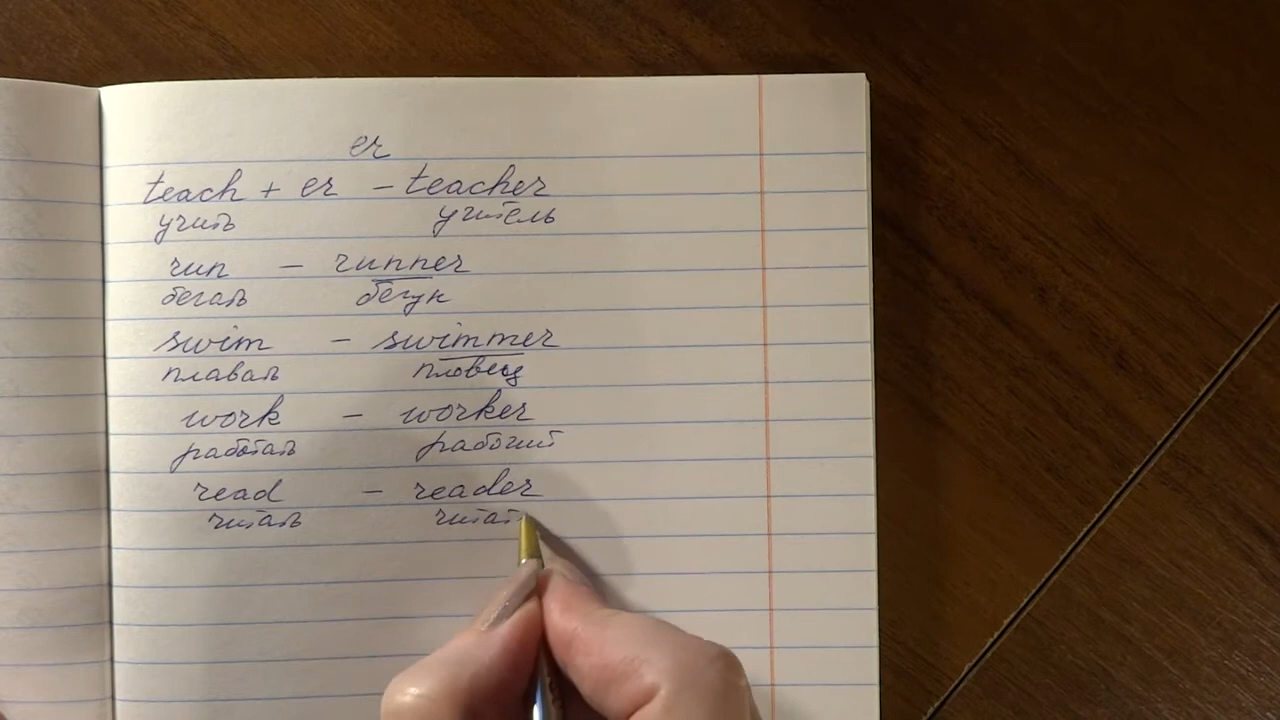 er
teach + er - teacher
учить учитель
run - runner
бегать бегун
swim - swimmer
плавать пловец
work - worker
работать рабочий
read - reader
читать читат